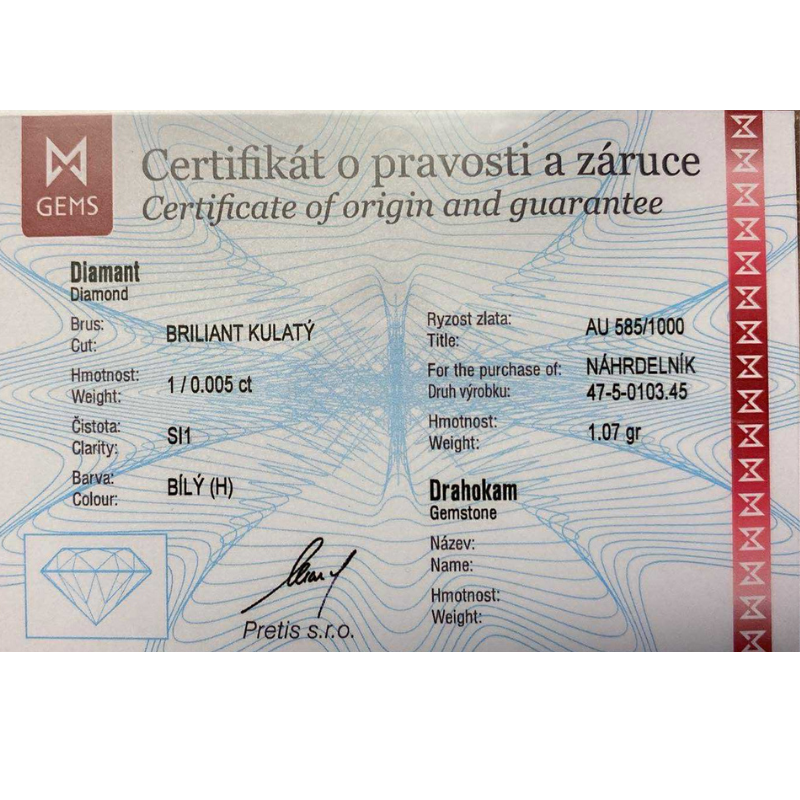 GEMS
Certifikát o pravosti a záruce
Certificate of origin and guarantee
Diamant
Diamond
Brus:
Cut:
BRILIANT KULATÝ
Hmotnost:
Weight:
1 / 0.005 ct
Čistota:
Clarity:
SI1
Barva:
Colour:
BÍLÝ (H)
Ryzost zlata:
Title:
AU 585/1000
For the purchase of:
Druh výrobku:
NÁHRDELNÍK
47-5-0103.45
Hmotnost:
Weight:
1.07 gr
Drahokam
Gemstone
Název:
Name:
Hmotnost:
Weight:
Pretis s.r.o.